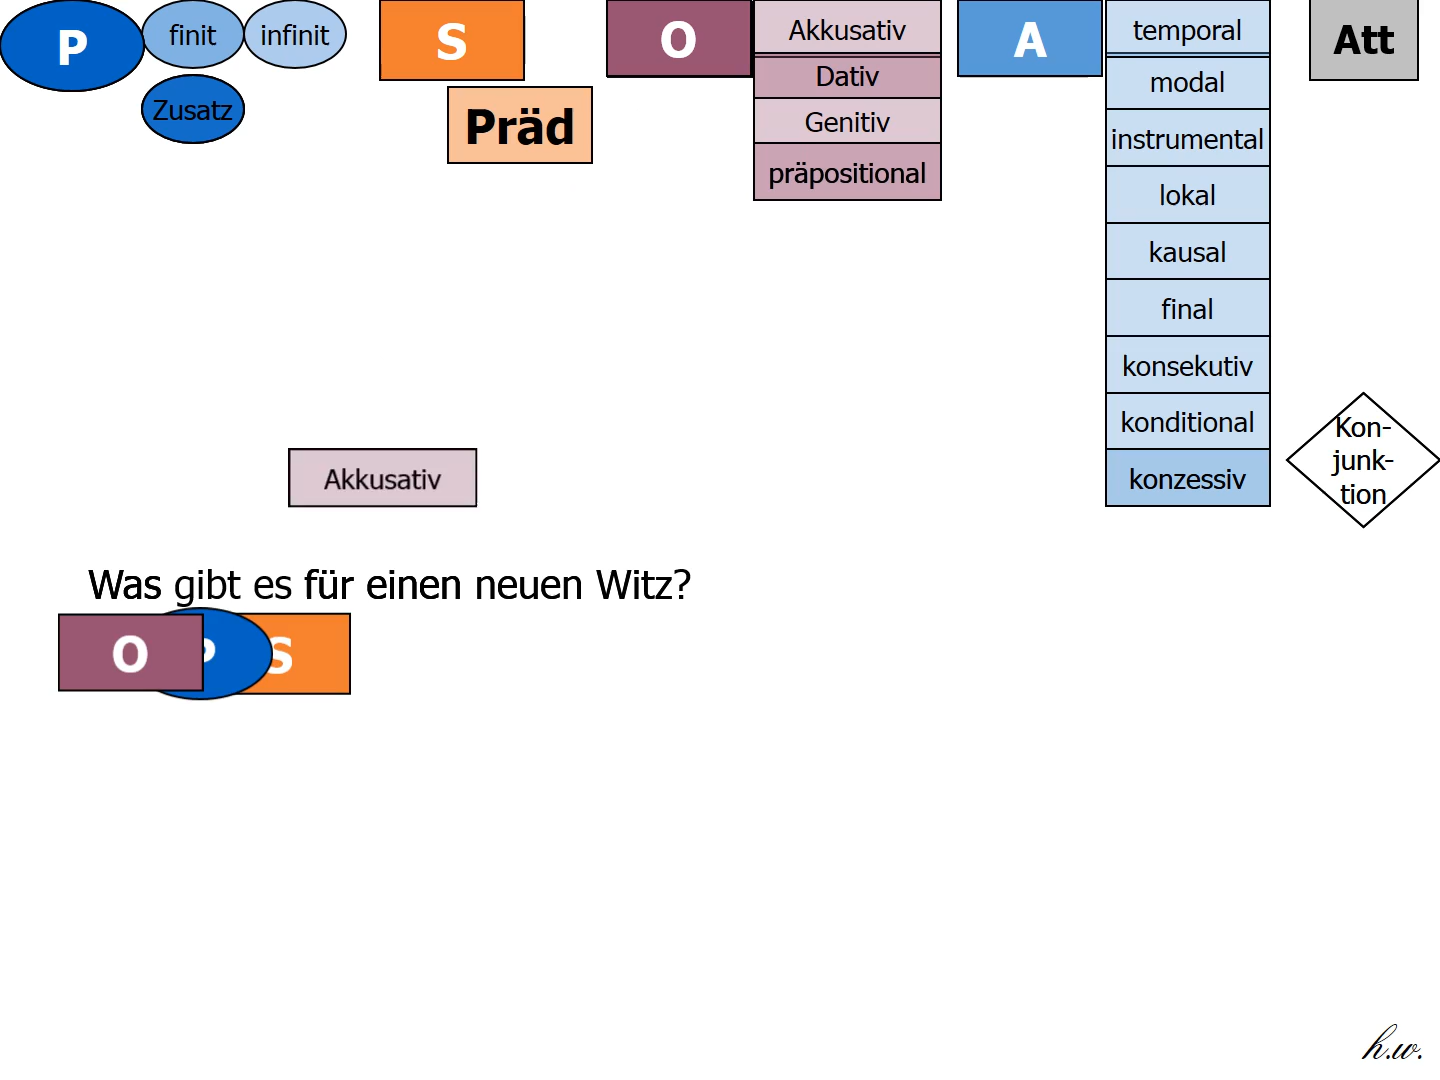 P
finit
infinit
Zusatz
S
Präd
O
Akkusativ
Dativ
Genitiv
präpositional
A
temporal
modal
instrumental
lokal
kausal
final
konsekutiv
konditional
konzessiv
Att
Kon-
junk-
tion
Akkusativ
Was gibt es für einen neuen Witz?
O P S
h.w.